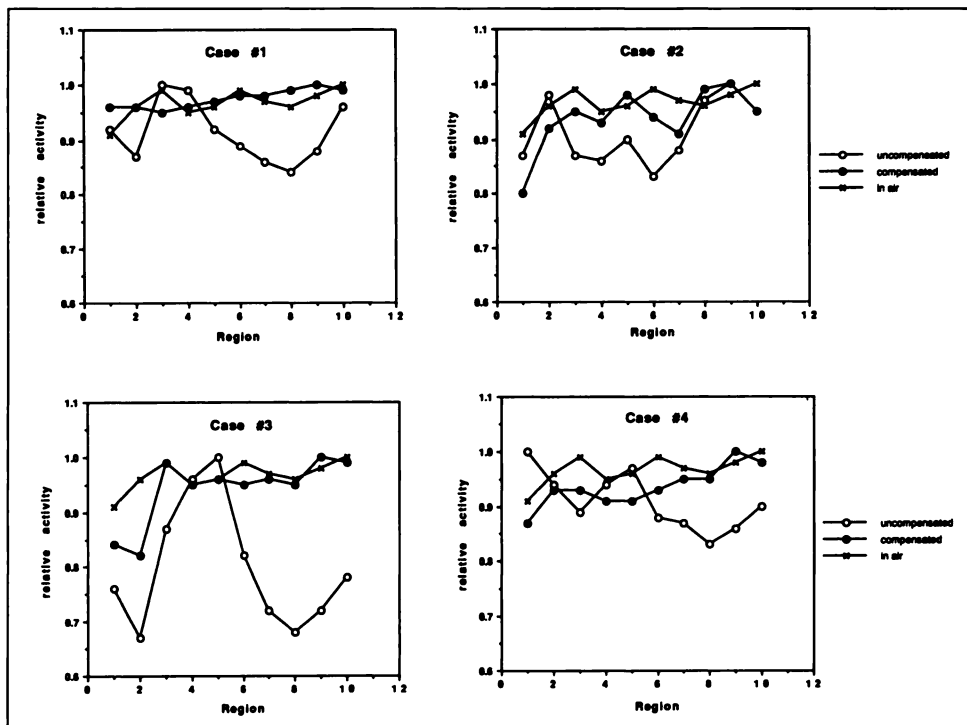 Case #1
relative activity
1.1
1.0
0.9
0.8
0.7
0.6
0 2 4 6 8 10 12
Region
Case #2
relative activity
1.1
1.0
0.9
0.8
0.7
0.6
0 2 4 6 8 10 12
Region
uncompensated
compensated
in air
Case #3
relative activity
1.1
1.0
0.9
0.8
0.7
0.6
0 2 4 6 8 10 12
Region
Case #4
relative activity
1.1
1.0
0.9
0.8
0.7
0.6
0 2 4 6 8 10 12
Region
uncompensated
compensated
in air